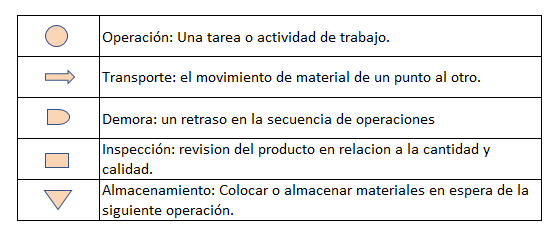 Operación: Una tarea o actividad de trabajo.
Transporte: el movimiento de material de un punto al otro.
Demora: un retraso en la secuencia de operaciones
Inspección: revision del producto en relacion a la cantidad y
calidad.
Almacenamiento: Colocar o almacenar materiales en espera de la
siguiente operación.